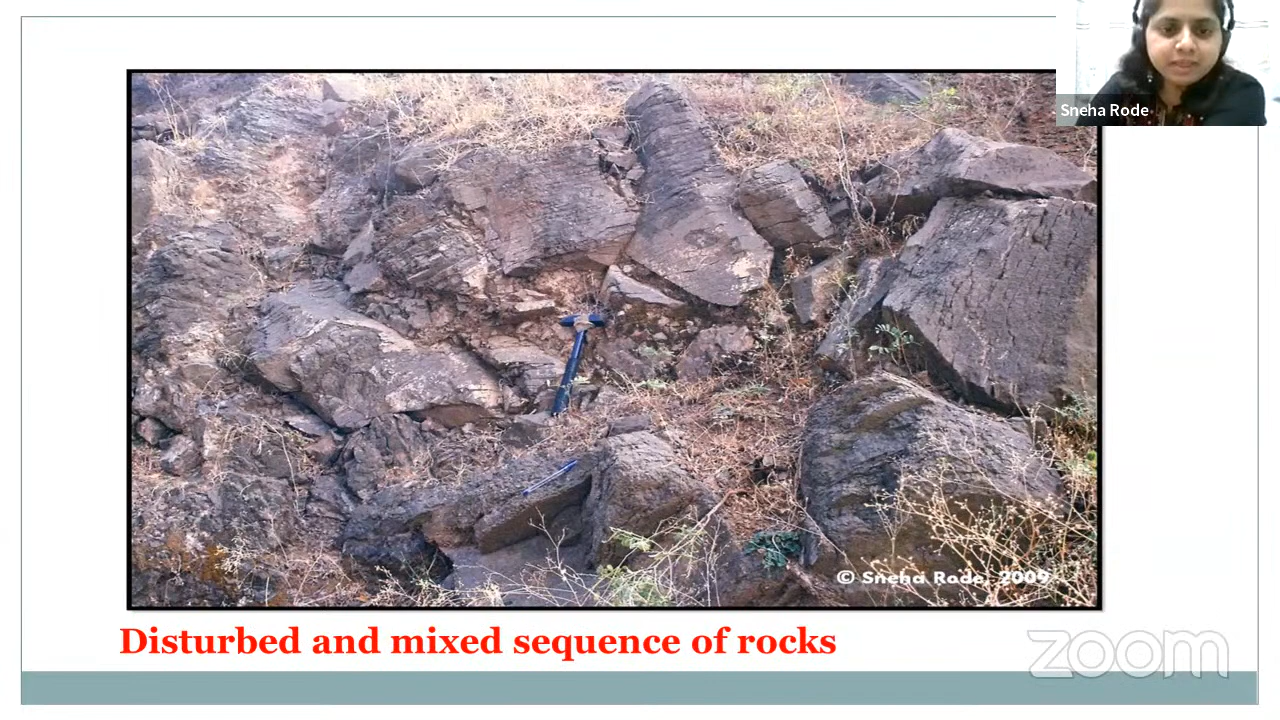 Sneha Rode
© Sneha Rode, 2009
Disturbed and mixed sequence of rocks
zoom